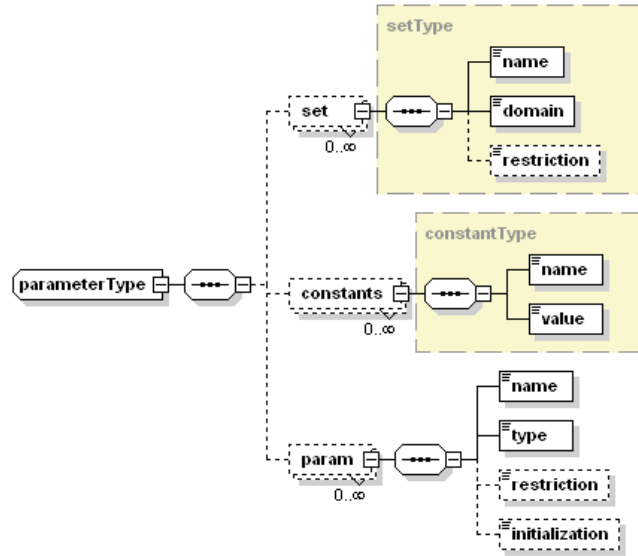 setType
name
set
domain
0..∞
restriction
constantType
name
parameterType
constants
0..∞
value
name
type
param
0..∞
restriction
initialization